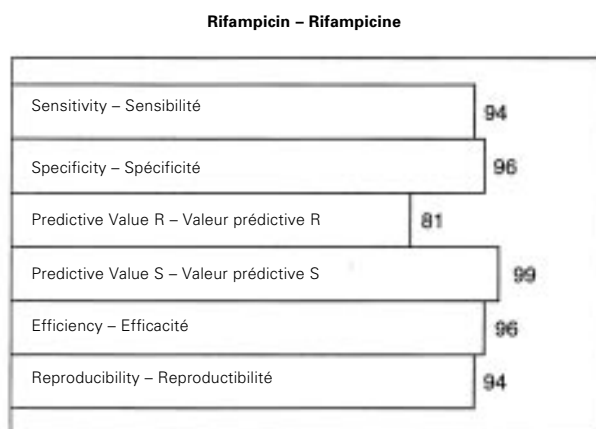 Rifampicin – Rifampicine
Sensitivity – Sensibilité 94
Specificity – Spécificité 96
Predictive Value R – Valeur prédictive R 81
Predictive Value S – Valeur prédictive S 99
Efficiency – Efficacité 96
Reproducibility – Reproductibilité 94